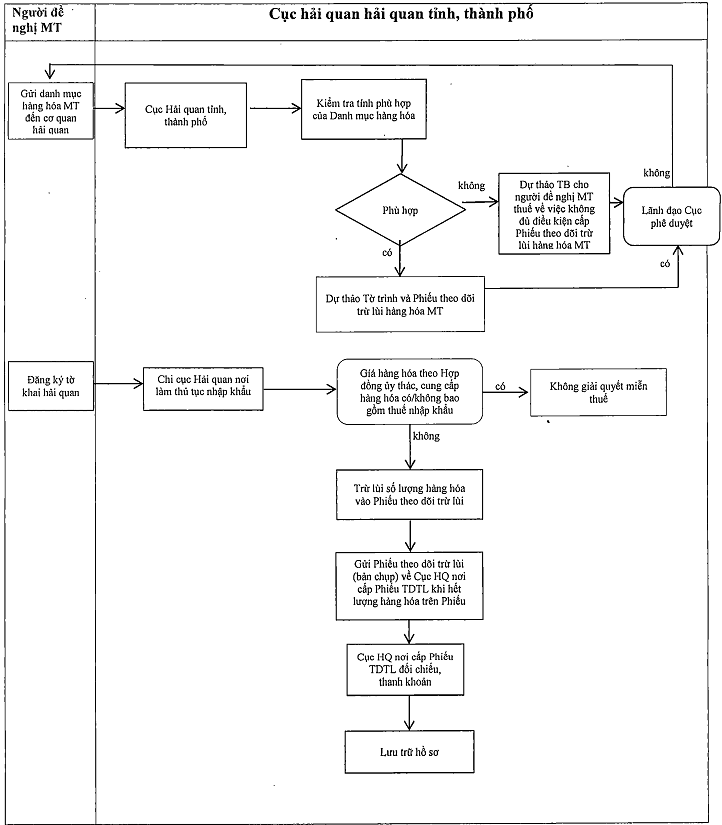 Người đề
nghị MT
Cục hải quan hải quan tỉnh, thành phố
Gửi danh mục
hàng hóa MT
đến cơ quan
hải quan
Cục Hải quan tỉnh,
thành phố
Kiểm tra tính phù hợp
của Danh mục hàng hóa
Phù hợp
không
Dự thảo TB cho
người đề nghị MT
thuế về việc không
đủ điều kiện cấp
Phiếu theo dõi trừ
lùi hàng hóa MT
không
Lãnh đạo Cục
phê duyệt
có
có
Dự thảo Tờ trình và Phiếu theo dõi
trừ lùi hàng hóa MT
Đăng ký tờ
khai hải quan
Chi cục Hải quan nơi
làm thủ tục nhập khẩu
Giá hàng hóa theo Hợp
đồng ủy thác, cung cấp
hàng hóa có/không bao
gồm thuế nhập khẩu
có
Không giải quyết miễn
thuế
không
Trừ lùi số lượng hàng hóa
vào Phiếu theo dõi trừ lùi
Gửi Phiếu theo dõi trừ lùi
(bản chụp) về Cục HQ nơi
cấp Phiếu TDTL khi hết
lượng hàng hóa trên Phiếu
Cục HQ nơi cấp Phiếu
TDTL đối chiếu,
thanh khoản
Lưu trữ hồ sơ